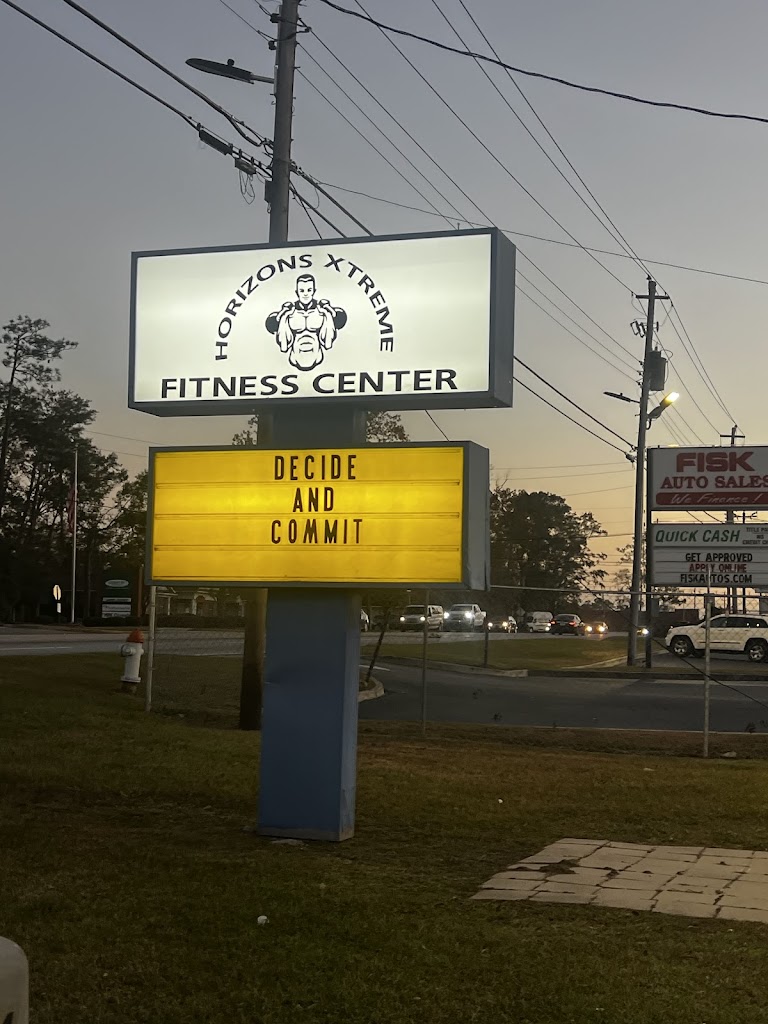 HORIZONS XTREME
FITNESS CENTER
DECIDE
AND
COMMIT
FISK
AUTO SALES
We Finance!
QUICK CASH
GET APPROVED
APPLY ONLINE
FISKAUTOS.COM